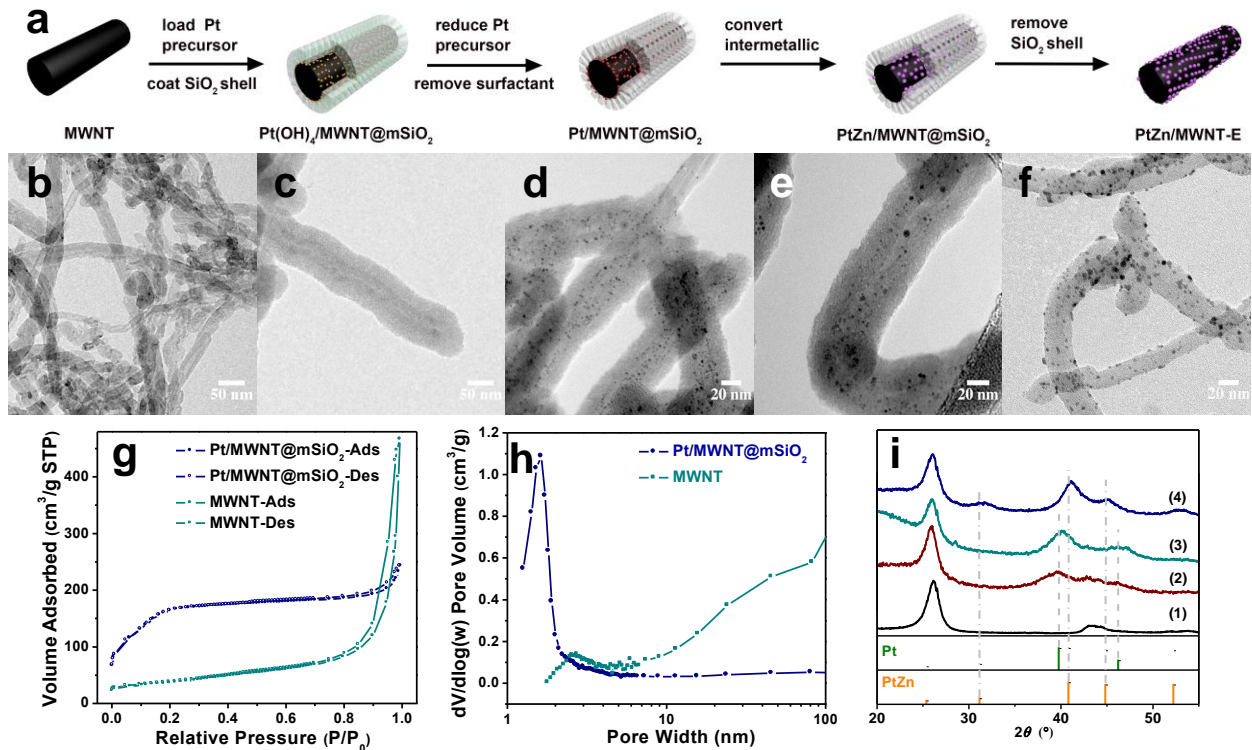 a
load Pt
precursor
coat SiO2 shell
reduce Pt
precursor
remove surfactant
convert
intermetallic
remove
SiO2 shell
MWNT
Pt(OH)4/MWNT@mSiO2
Pt/MWNT@mSiO2
PtZn/MWNT@mSiO2
PtZn/MWNT-E
b
50 nm
c
50 nm
d
20 nm
e
20 nm
f
20 nm
g
Pt/MWNT@mSiO2-Ads
Pt/MWNT@mSiO2-Des
MWNT-Ads
MWNT-Des
Volume Adsorbed (cm3/g STP)
400
300
200
100
0
0.0 0.2 0.4 0.6 0.8 1.0
Relative Pressure (P/P0)
h
Pt/MWNT@mSiO2
MWNT
dV/dlog(w) Pore Volume (cm3/g)
1.2
1.0
0.8
0.6
0.4
0.2
0.0
1 10 100
Pore Width (nm)
i
(4)
(3)
(2)
(1)
Pt
PtZn
20 30 40 50
2θ (°)